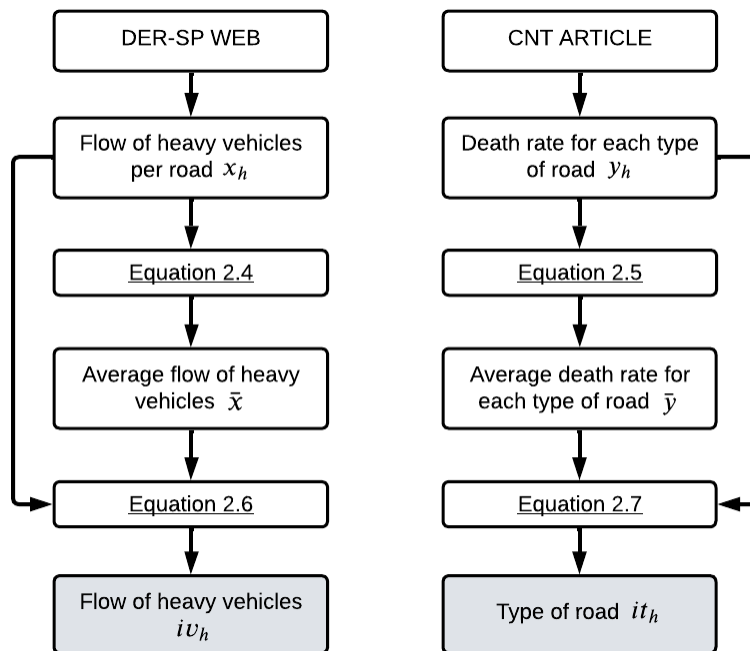 DER-SP WEB
Flow of heavy vehicles
per road x_h
Equation 2.4
Average flow of heavy
vehicles x̄
Equation 2.6
Flow of heavy vehicles
iv_h
CNT ARTICLE
Death rate for each type
of road y_h
Equation 2.5
Average death rate for
each type of road ȳ
Equation 2.7
Type of road it_h